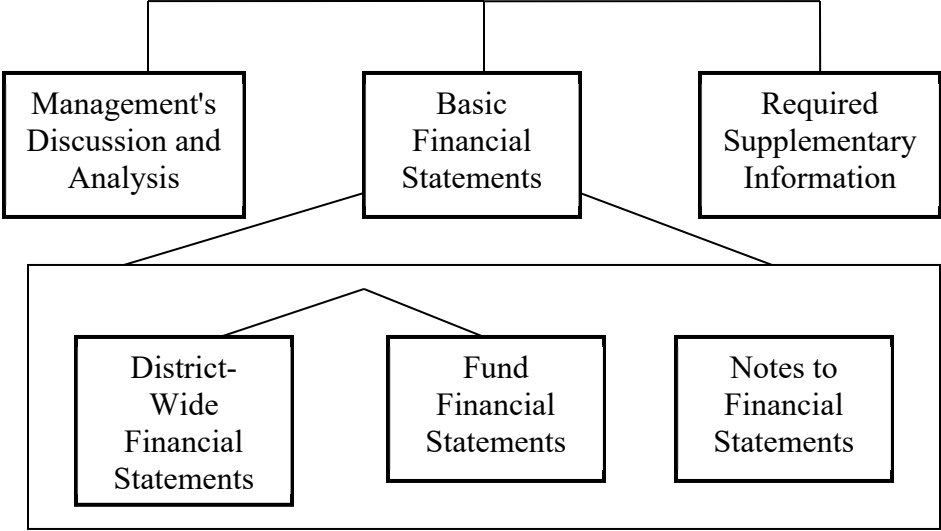 Management's
Discussion and
Analysis
Basic
Financial
Statements
Required
Supplementary
Information
District-
Wide
Financial
Statements
Fund
Financial
Statements
Notes to
Financial
Statements